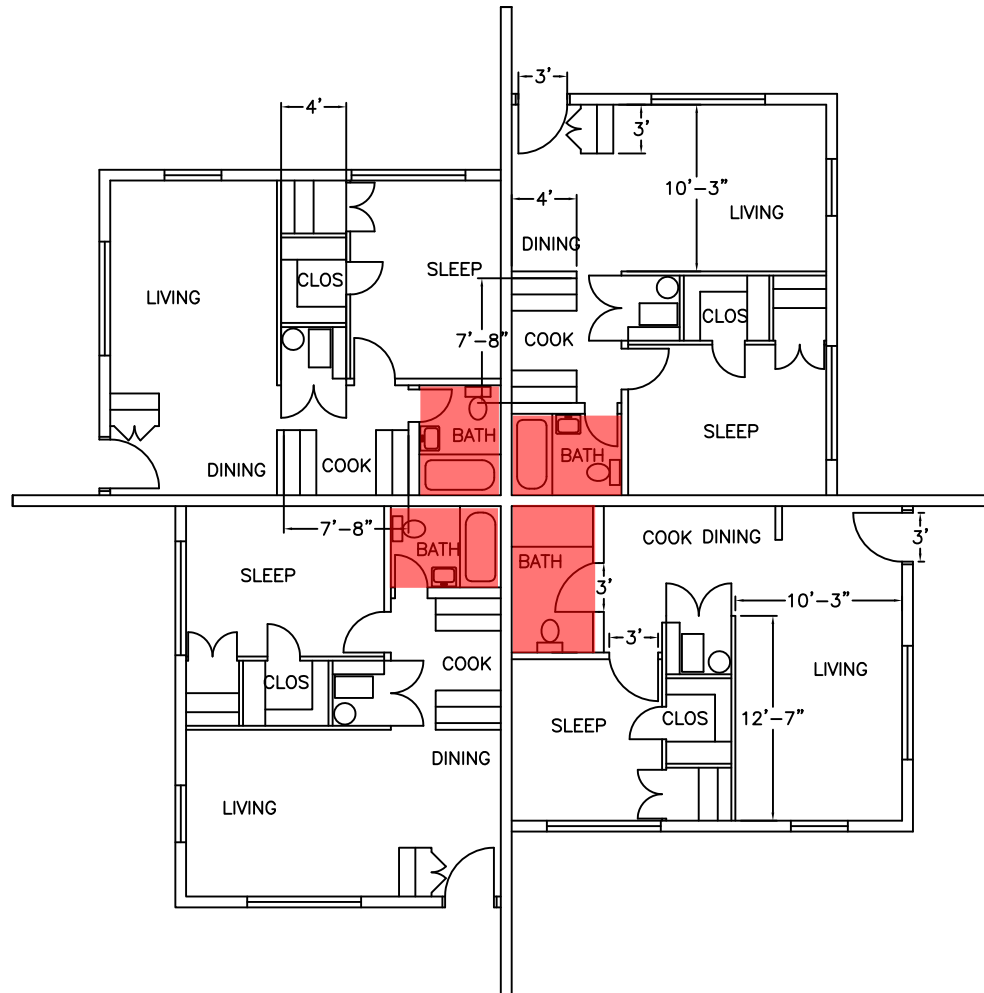 3'
4'
3'
10'-3"
4'
LIVING
DINING
SLEEP
CLOS
LIVING
CLOS
7'-8"
COOK
SLEEP
BATH
BATH
DINING
COOK
7'-8"
COOK
DINING
3'
BATH
BATH
SLEEP
3'
10'-3"
3'
COOK
LIVING
CLOS
CLOS
12'-7"
SLEEP
DINING
LIVING